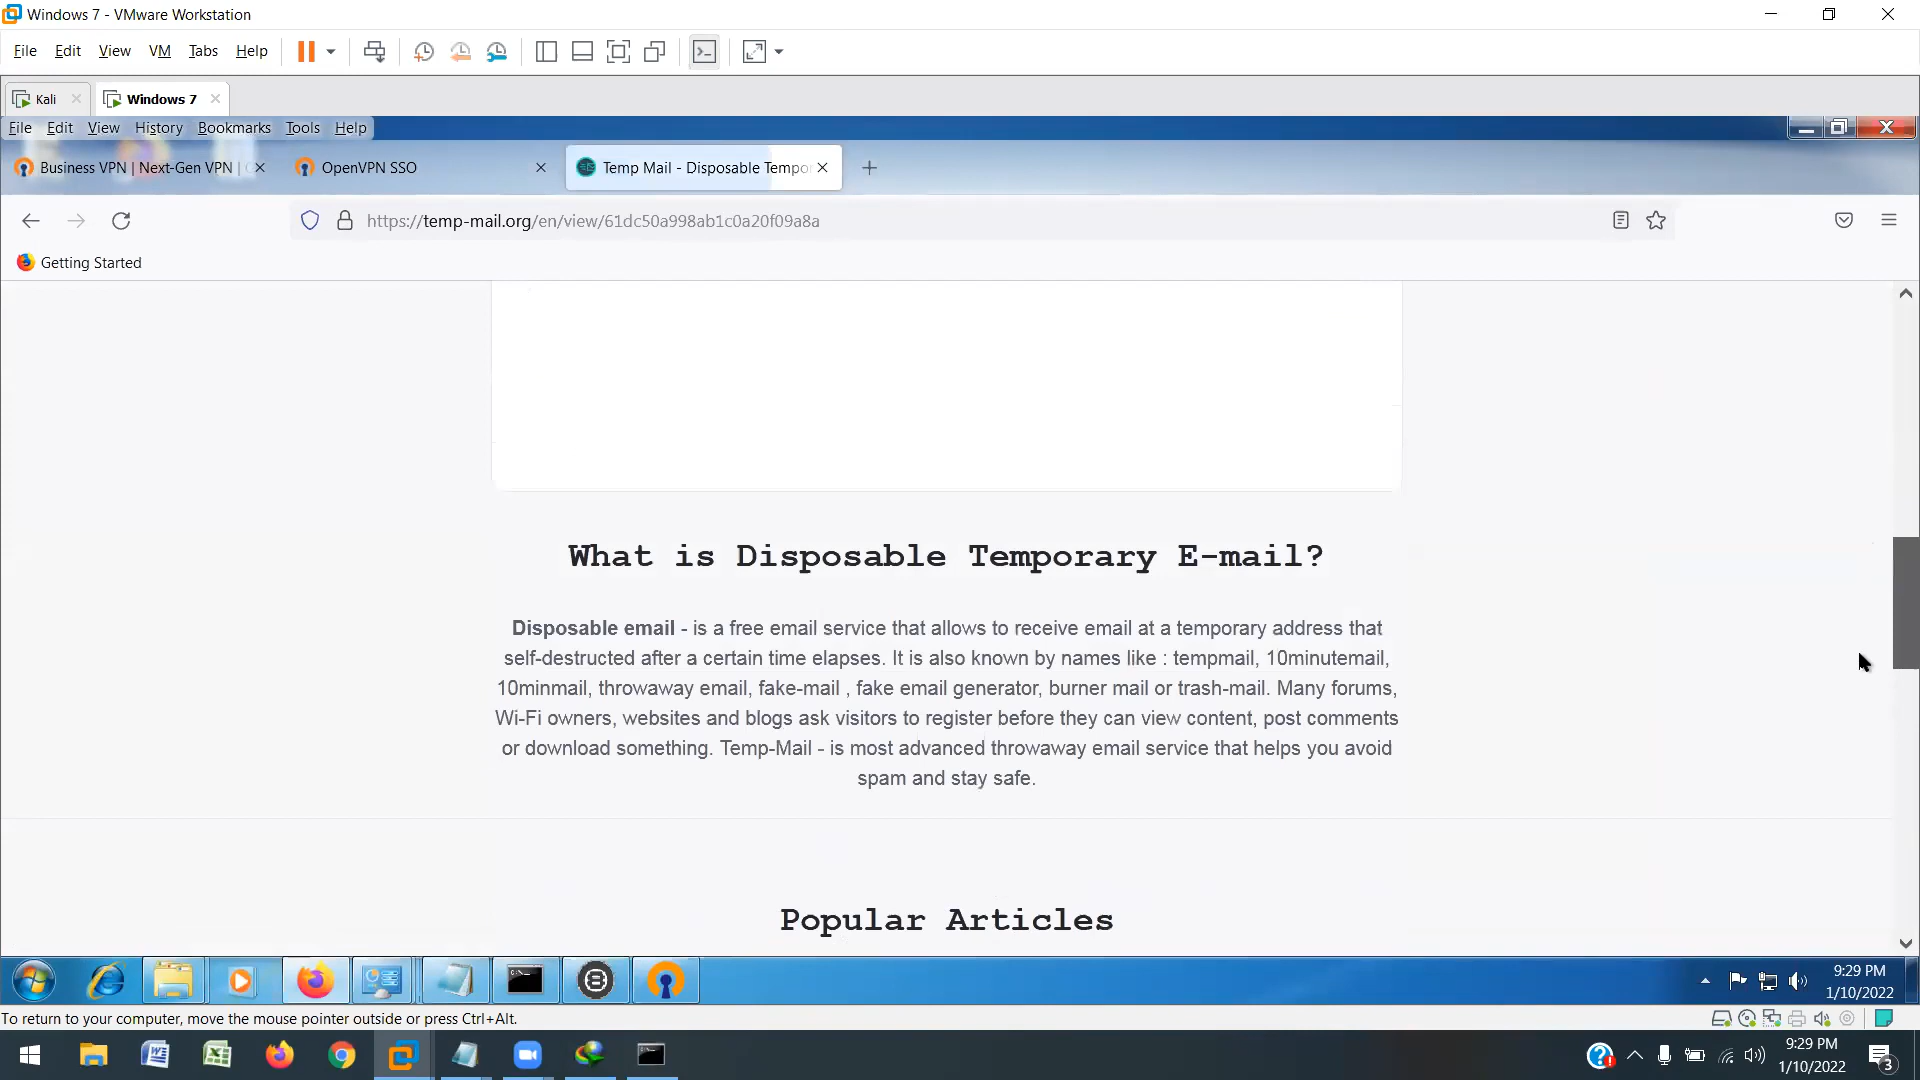 Windows 7 - VMware Workstation
File Edit View VM Tabs Help
Kali
Windows 7
File Edit View History Bookmarks Tools Help
Business VPN | Next-Gen VPN |
OpenVPN SSO
Temp Mail - Disposable Tempo
https://temp-mail.org/en/view/61dc50a998ab1c0a20f09a8a
Getting Started
What is Disposable Temporary E-mail?
Disposable email - is a free email service that allows to receive email at a temporary address that
self-destructed after a certain time elapses. It is also known by names like : tempmail, 10minutemail,
10minmail, throwaway email, fake-mail , fake email generator, burner mail or trash-mail. Many forums,
Wi-Fi owners, websites and blogs ask visitors to register before they can view content, post comments
or download something. Temp-Mail - is most advanced throwaway email service that helps you avoid
spam and stay safe.
Popular Articles
9:29 PM
1/10/2022
To return to your computer, move the mouse pointer outside or press Ctrl+Alt.
9:29 PM
1/10/2022
3